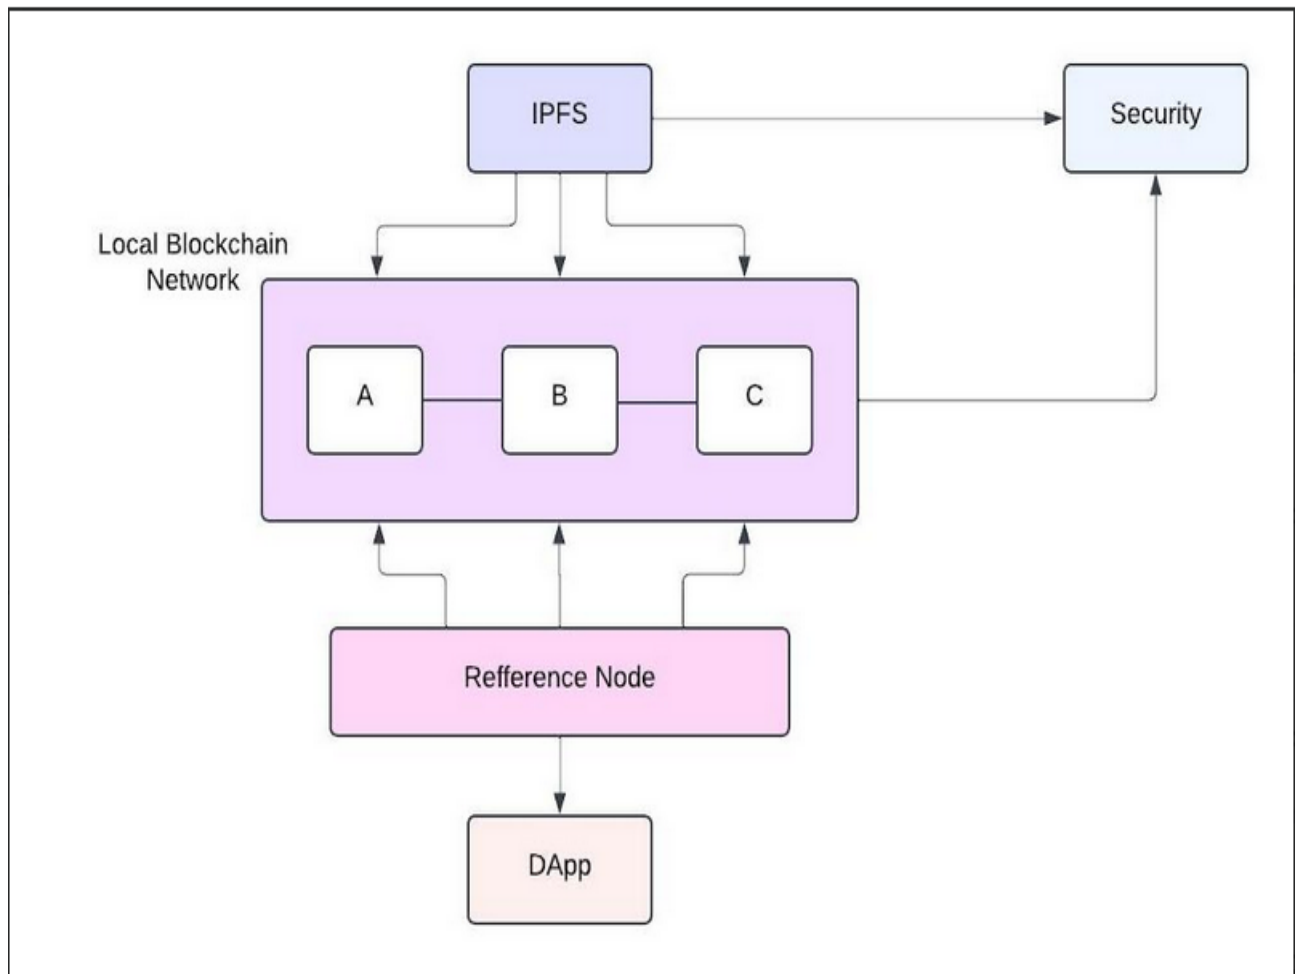 IPFS
Security
Local Blockchain
Network
A
B
C
Refference Node
DApp